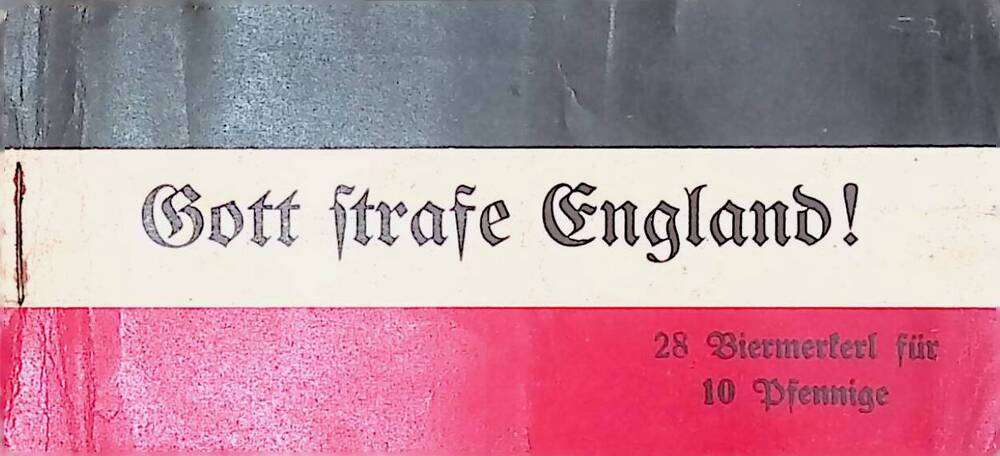 Gott strafe England!
28 Biermerkerl für
10 Pfennige